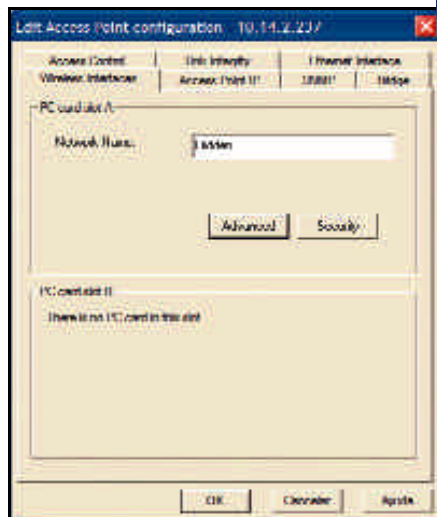 Edit Access Point configuration 10.14.2.237
Access Control Link Integrity Ethernet Interface
Wireless Interfaces Access Point IP SNMP Bridge
PC card slot A
Network Name: Hidden
Advanced Security
PC card slot B
There is no PC card in this slot
OK Cancelar Ayuda